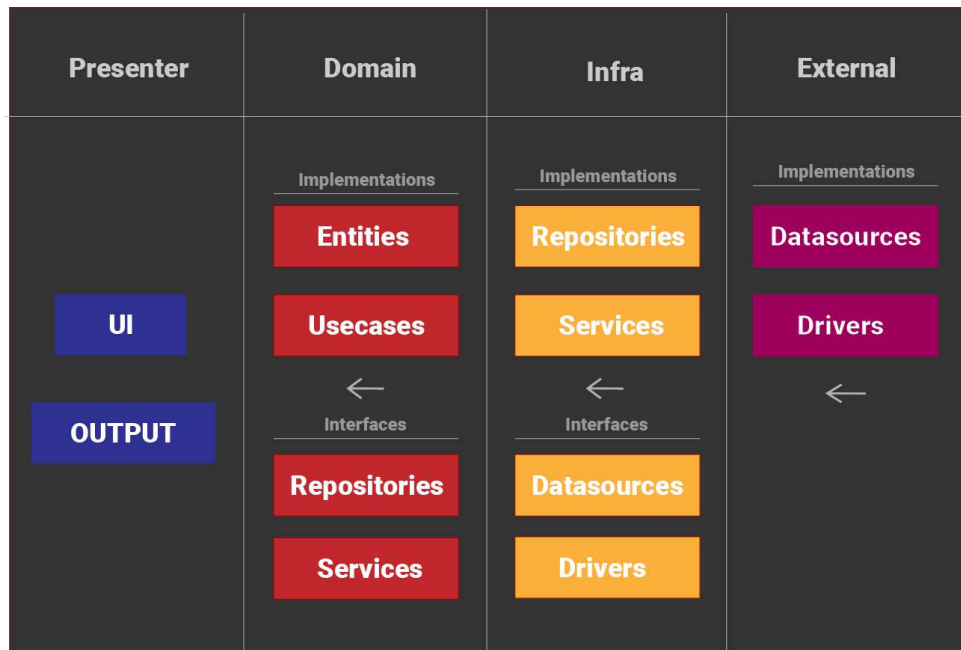 Presenter
Domain
Infra
External
UI
OUTPUT
Implementations
Entities
Usecases
Interfaces
Repositories
Services
Implementations
Repositories
Services
Interfaces
Datasources
Drivers
Implementations
Datasources
Drivers